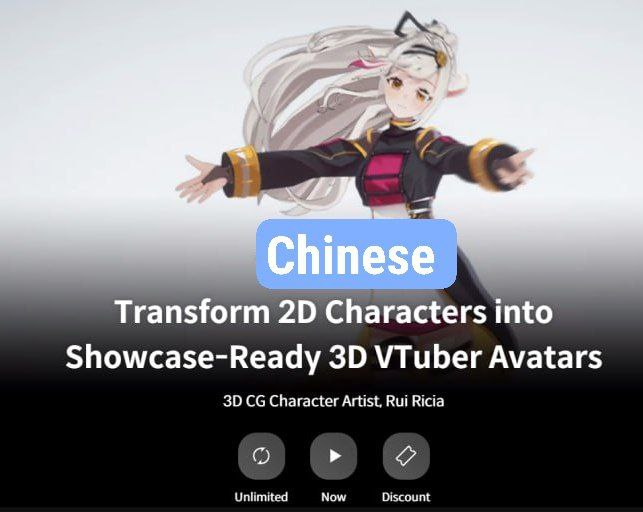 Chinese
Transform 2D Characters into
Showcase-Ready 3D VTuber Avatars
3D CG Character Artist, Rui Ricia
Unlimited Now Discount